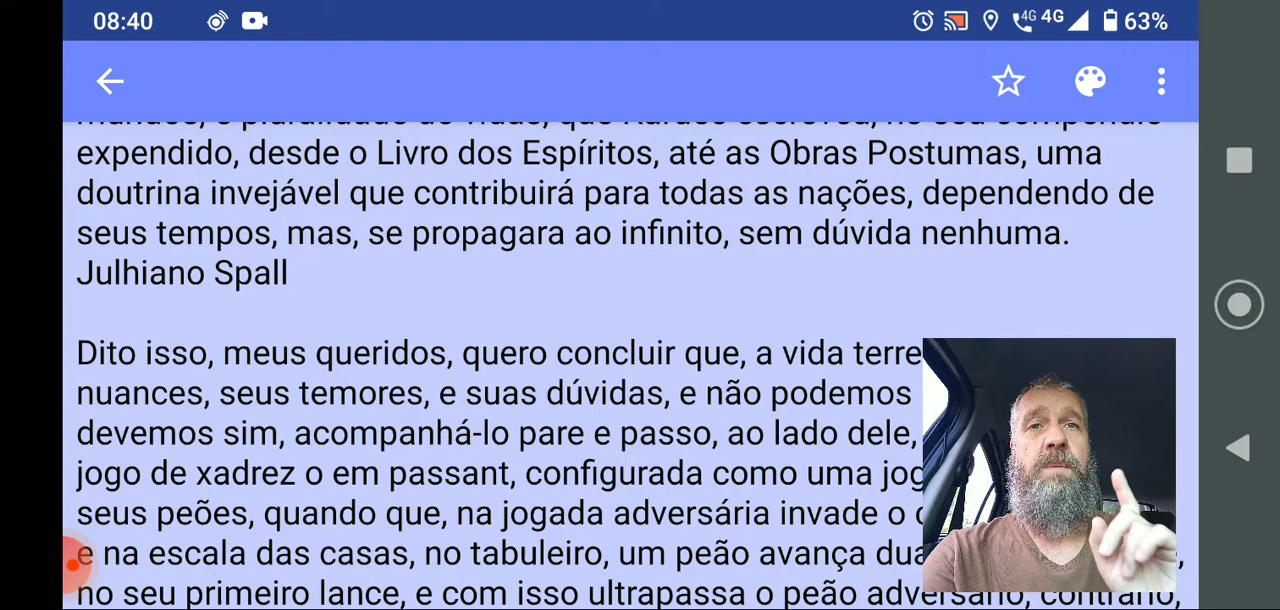 08:40
4G 4G 63%
expendido, desde o Livro dos Espíritos, até as Obras Postumas, uma
doutrina invejável que contribuirá para todas as nações, dependendo de
seus tempos, mas, se propagara ao infinito, sem dúvida nenhuma.
Julhiano Spall
Dito isso, meus queridos, quero concluir que, a vida terre
nuances, seus temores, e suas dúvidas, e não podemos
devemos sim, acompanhá-lo pare e passo, ao lado dele,
jogo de xadrez o em passant, configurada como uma jog
seus peões, quando que, na jogada adversária invade o
e na escala das casas, no tabuleiro, um peão avança dua
no seu primeiro lance, e com isso ultrapassa o peão adversário, contrário,